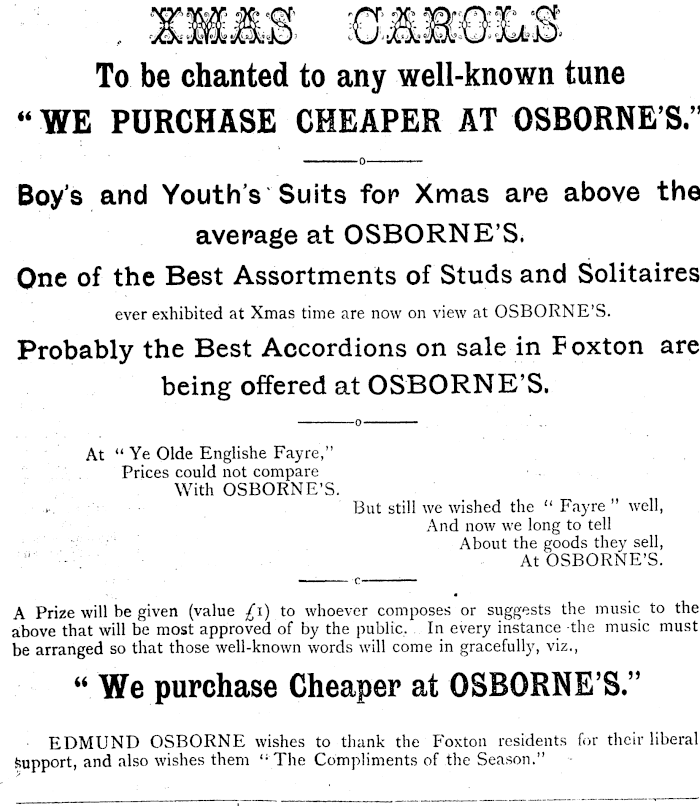 XMAS CAROLS
To be chanted to any well-known tune
“ WE PURCHASE CHEAPER AT OSBORNE'S.”
Boy's and Youth's Suits for Xmas are above the
average at OSBORNE'S.
One of the Best Assortments of Studs and Solitaires
ever exhibited at Xmas time are now on view at OSBORNE'S.
Probably the Best Accordions on sale in Foxton are
being offered at OSBORNE'S.
At “ Ye Olde Englishe Fayre,”
Prices could not compare
With OSBORNE'S.
But still we wished the “ Fayre ” well,
And now we long to tell
About the goods they sell,
At OSBORNE'S.
A Prize will be given (value £1) to whoever composes or suggests the music to the
above that will be most approved of by the public. In every instance the music must
be arranged so that those well-known words will come in gracefully, viz.,
“ We purchase Cheaper at OSBORNE'S.”
EDMUND OSBORNE wishes to thank the Foxton residents for their liberal
support, and also wishes them “ The Compliments of the Season.”